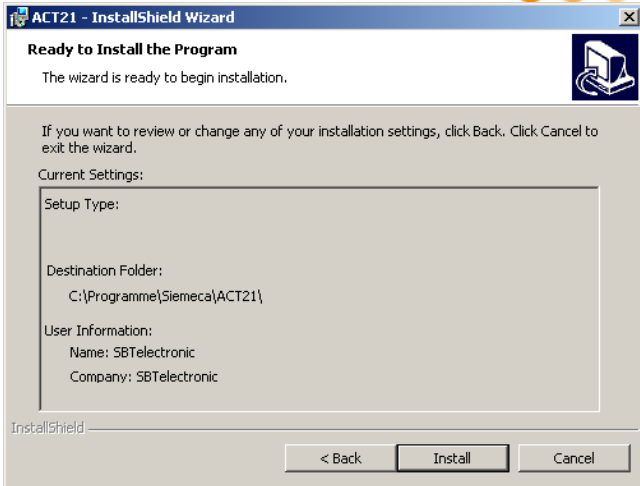 ACT21 - InstallShield Wizard
Ready to Install the Program
The wizard is ready to begin installation.
If you want to review or change any of your installation settings, click Back. Click Cancel to
exit the wizard.
Current Settings:
Setup Type:
Destination Folder:
C:\Programme\Siemeca\ACT21\
User Information:
Name: SBTelectronic
Company: SBTelectronic
InstallShield
< Back Install Cancel